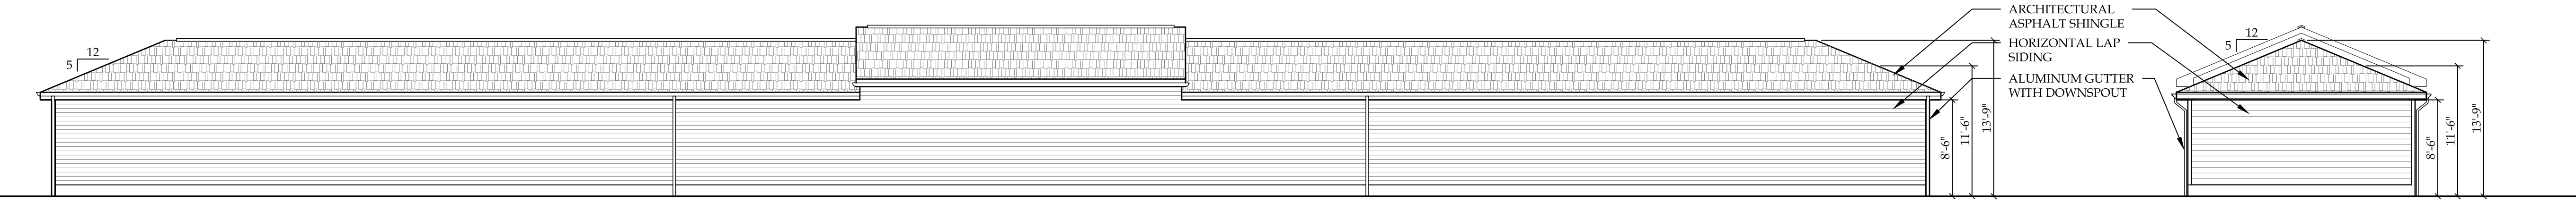 12
5
8'-6"
11'-6"
13'-9"
ARCHITECTURAL
ASPHALT SHINGLE
HORIZONTAL LAP
SIDING
ALUMINUM GUTTER
WITH DOWNSPOUT
12
5
8'-6"
11'-6"
13'-9"